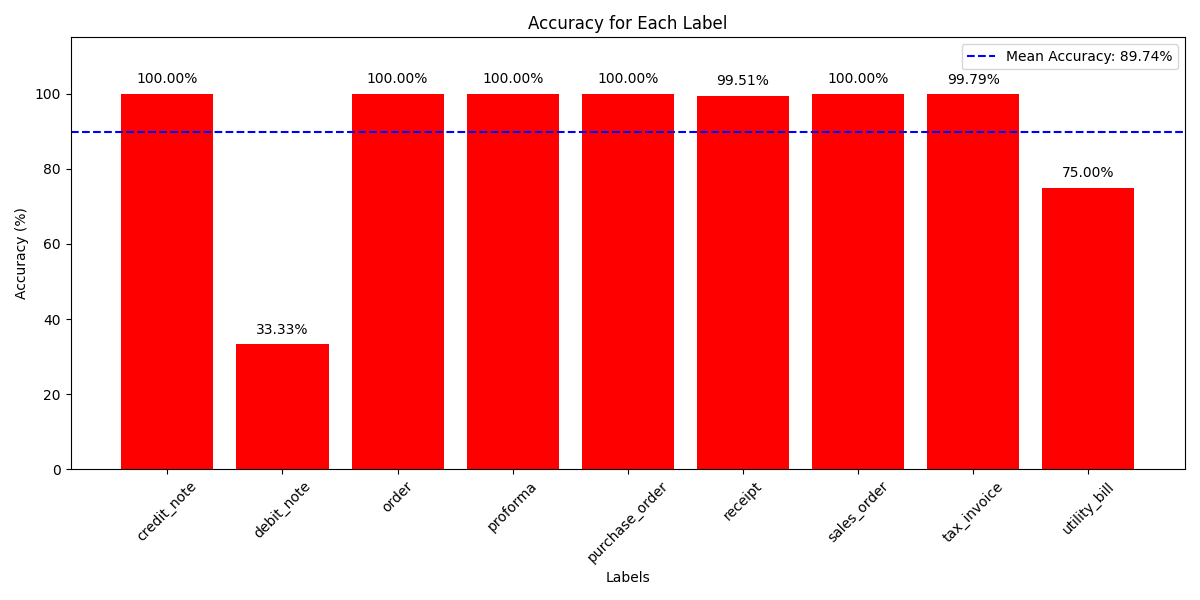 Accuracy for Each Label
Mean Accuracy: 89.74%
100.00%
33.33%
100.00%
100.00%
100.00%
99.51%
100.00%
99.79%
75.00%
Accuracy (%)
100
80
60
40
20
0
credit_note
debit_note
order
proforma
purchase_order
receipt
sales_order
tax_invoice
utility_bill
Labels